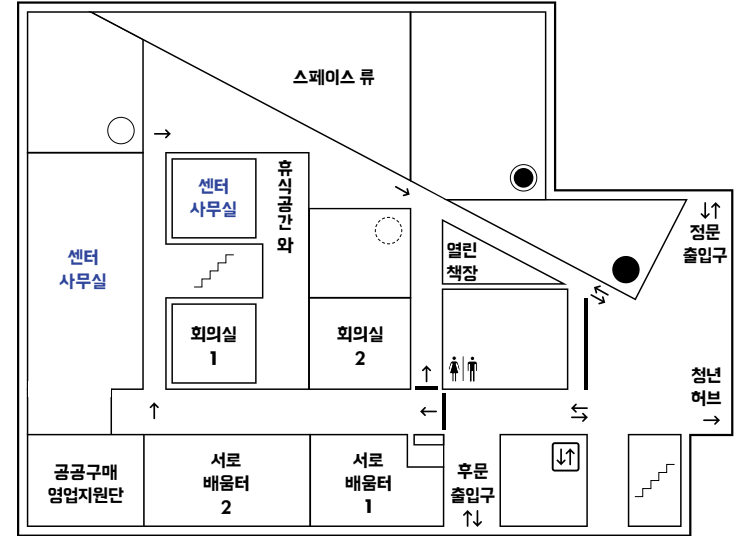 스페이스 류
센터
사무실
휴식공간 와
센터
사무실
열린
책장
정문
출입구
회의실
1
회의실
2
청년
허브
공공구매
영업지원단
서로
배움터
2
서로
배움터
1
후문
출입구